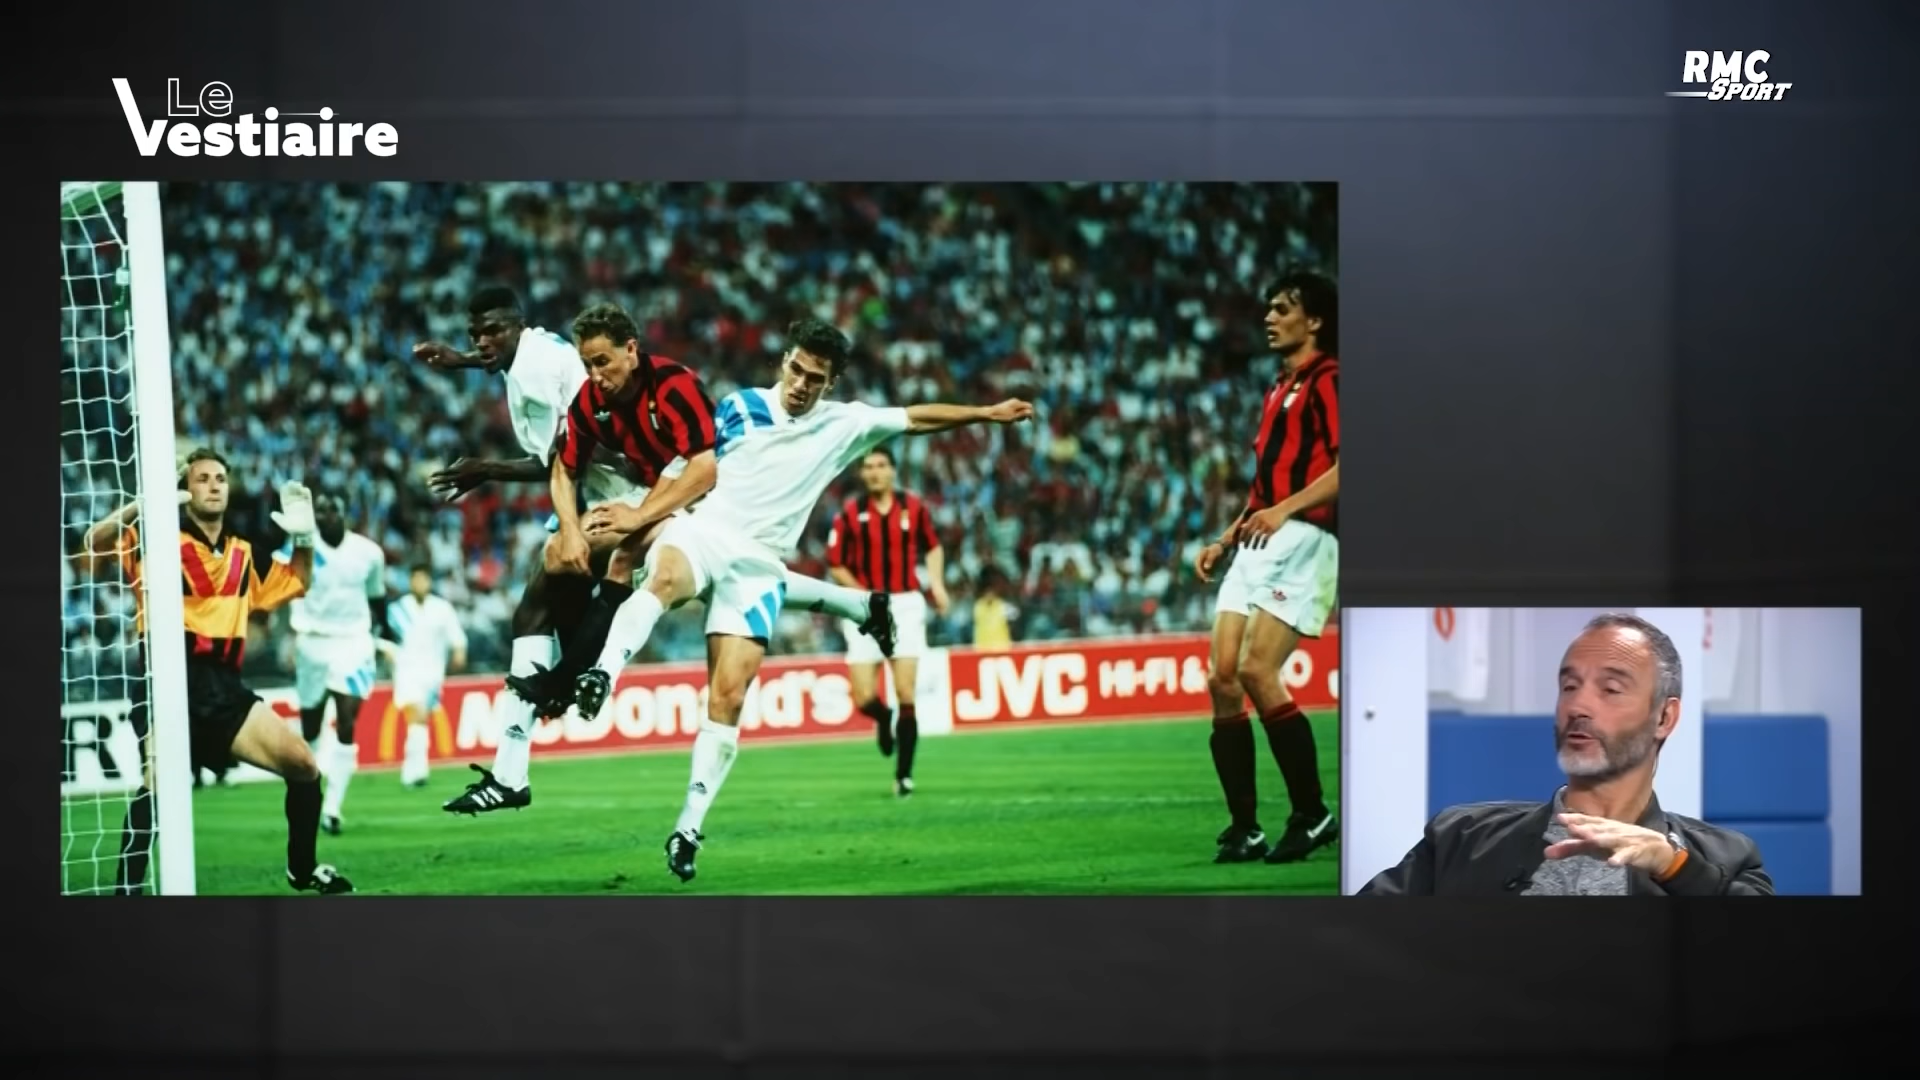 Le
Vestiaire
RMC
SPORT
McDonald's
JVC
HI-FI &